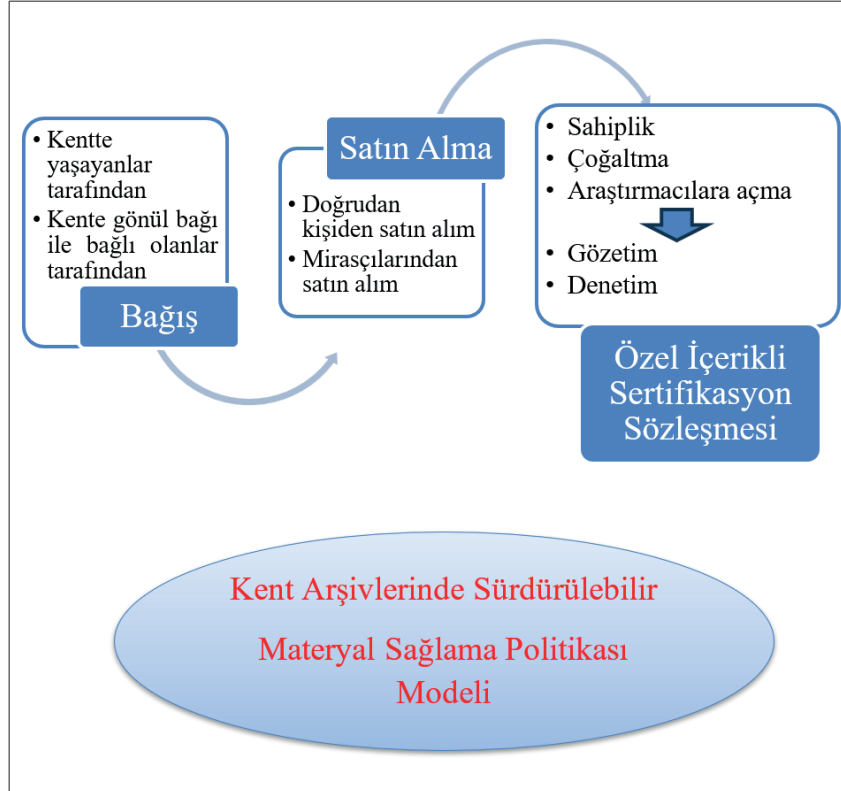 • Kentte
yaşayanlar
tarafından
• Kente gönül bağı
ile bağlı olanlar
tarafından
Bağış
Satın Alma
• Doğrudan
kişiden satın alım
• Mirasçılarından
satın alım
• Sahiplik
• Çoğaltma
• Araştırmacılara açma
• Gözetim
• Denetim
Özel İçerikli
Sertifikasyon
Sözleşmesi
Kent Arşivlerinde Sürdürülebilir
Materyal Sağlama Politikası
Modeli